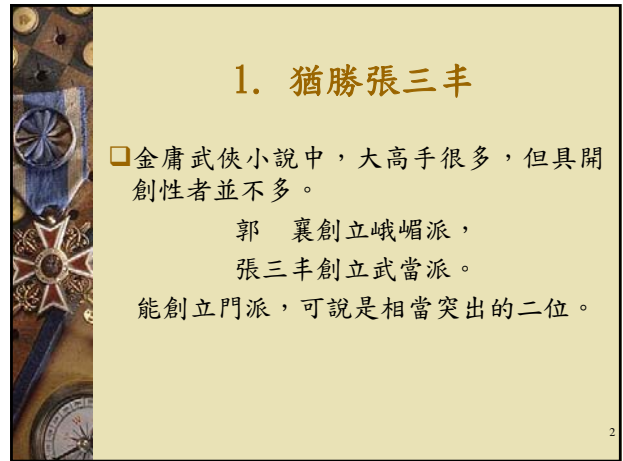 1. 猶勝張三丰
金庸武俠小說中，大高手很多，但具開
創性者並不多。
郭　襄創立峨嵋派，
張三丰創立武當派。
能創立門派，可說是相當突出的二位。
2